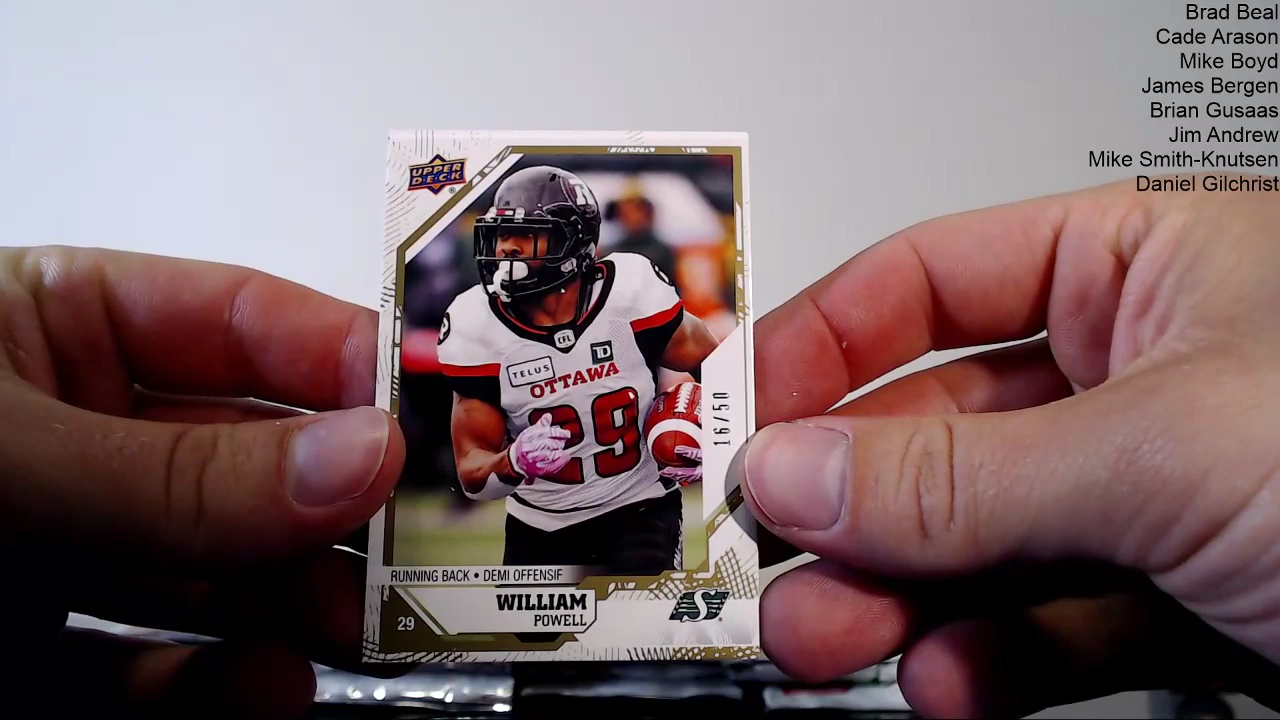 Brad Beal
Cade Arason
Mike Boyd
James Bergen
Brian Gusaas
Jim Andrew
Mike Smith-Knutsen
Daniel Gilchrist
UPPER
DECK
CFL
TELUS
TD
OTTAWA
29
16/50
RUNNING BACK • DEMI OFFENSIF
WILLIAM
POWELL
29
S